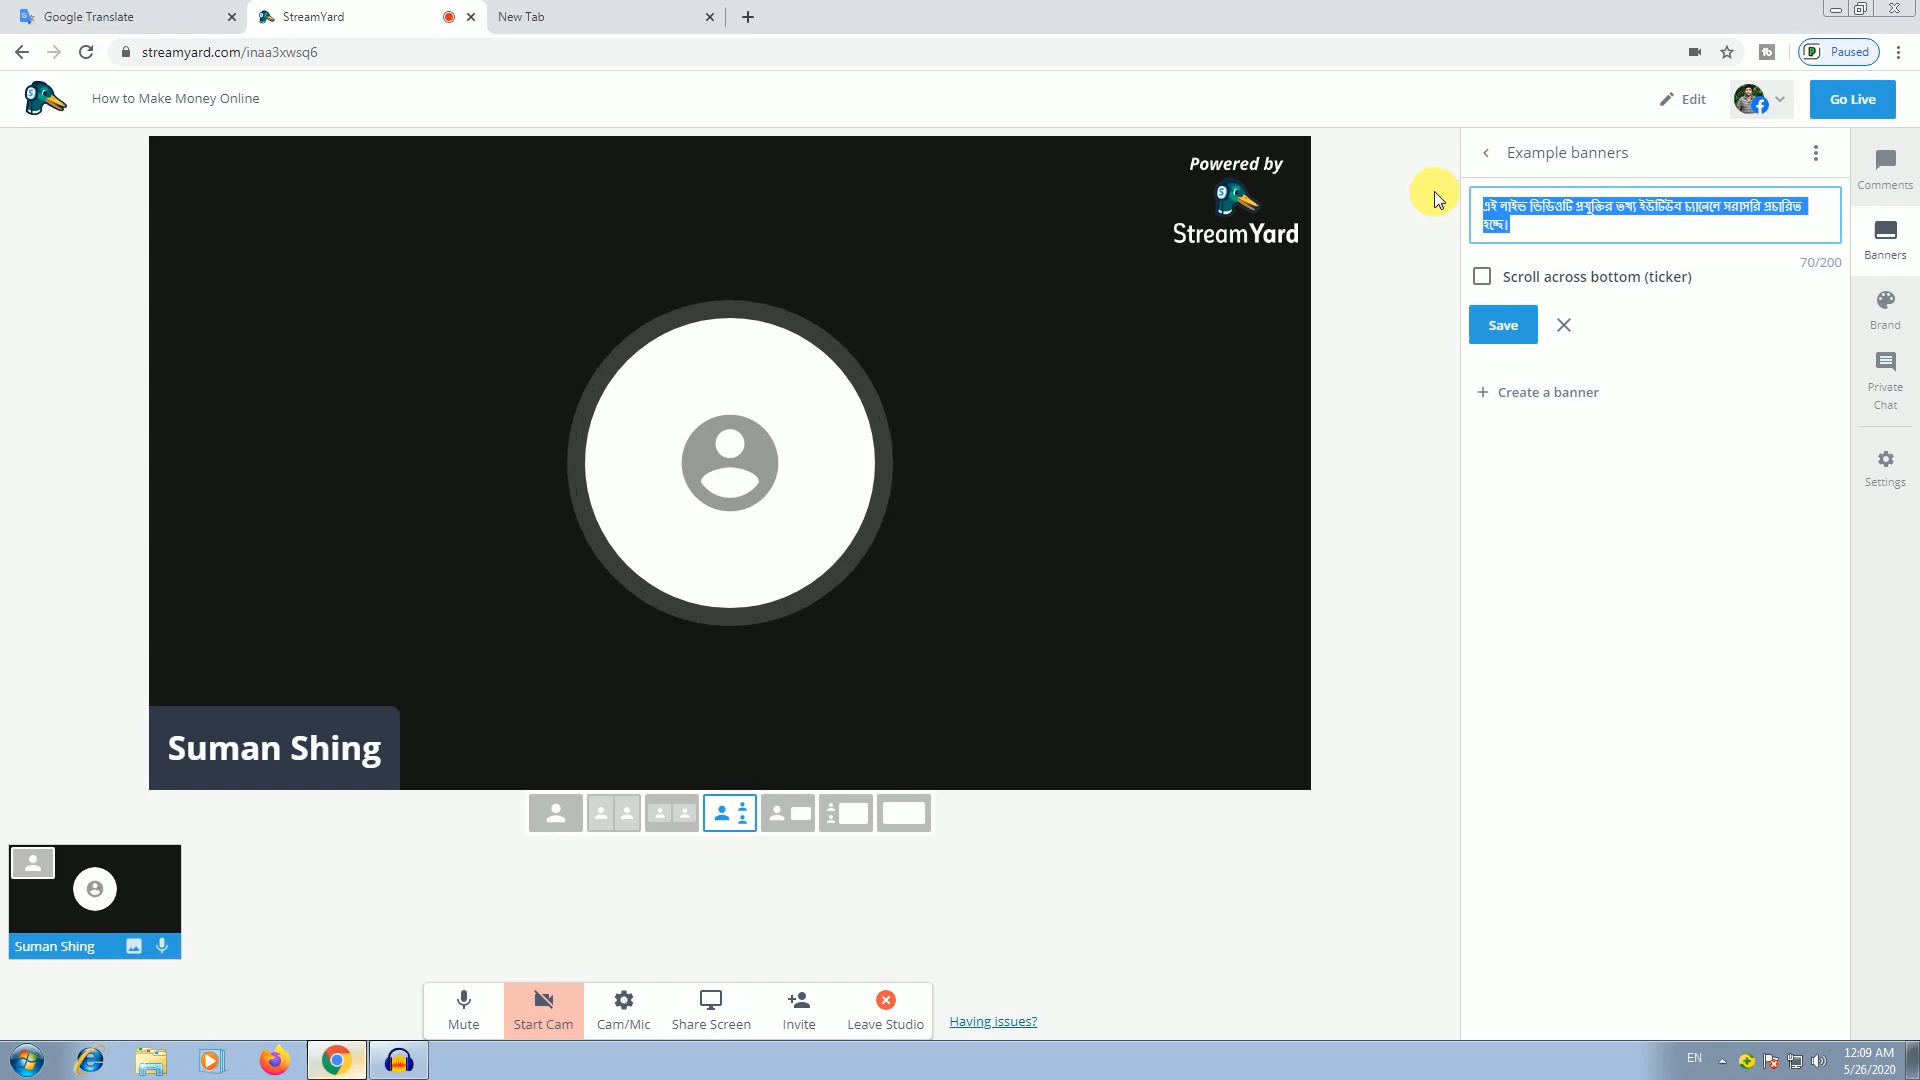 Google Translate
StreamYard
New Tab
streamyard.com/inaa3xwsq6
Paused
How to Make Money Online
Edit
Go Live
Powered by
StreamYard
Example banners
এই লাইভ ভিডিওটি প্রযুক্তির তথ্য ইউটিউব চ্যানেলে সরাসরি প্রচারিত
হচ্ছে।
70/200
Scroll across bottom (ticker)
Save
Create a banner
Comments
Banners
Brand
Private
Chat
Settings
Suman Shing
Suman Shing
Mute
Start Cam
Cam/Mic
Share Screen
Invite
Leave Studio
Having issues?
EN
12:09 AM
5/26/2020